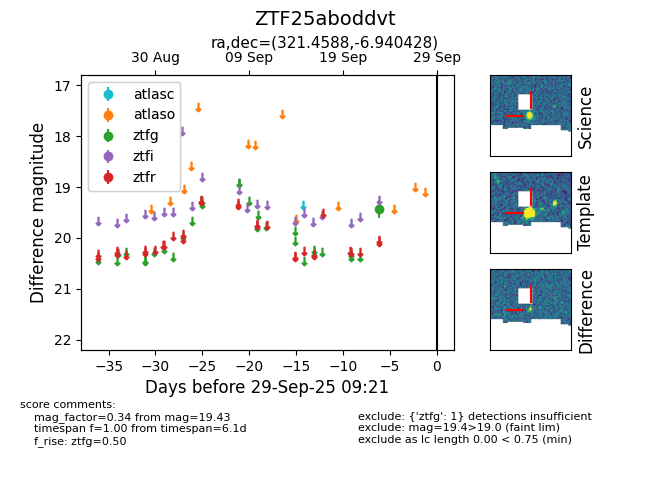 ZTF25aboddvt
ra,dec=(321.4588,-6.940428)
30 Aug 09 Sep 19 Sep 29 Sep
17
18
19
20
21
22
Difference magnitude
atlasc
atlaso
ztfg
ztfi
ztfr
−35 −30 −25 −20 −15 −10 −5 0
Days before 29-Sep-25 09:21
Science
Template
Difference
score comments:
mag_factor=0.34 from mag=19.43
timespan f=1.00 from timespan=6.1d
f_rise: ztfg=0.50
exclude: {'ztfg': 1} detections insufficient
exclude: mag=19.4>19.0 (faint lim)
exclude as lc length 0.00 < 0.75 (min)